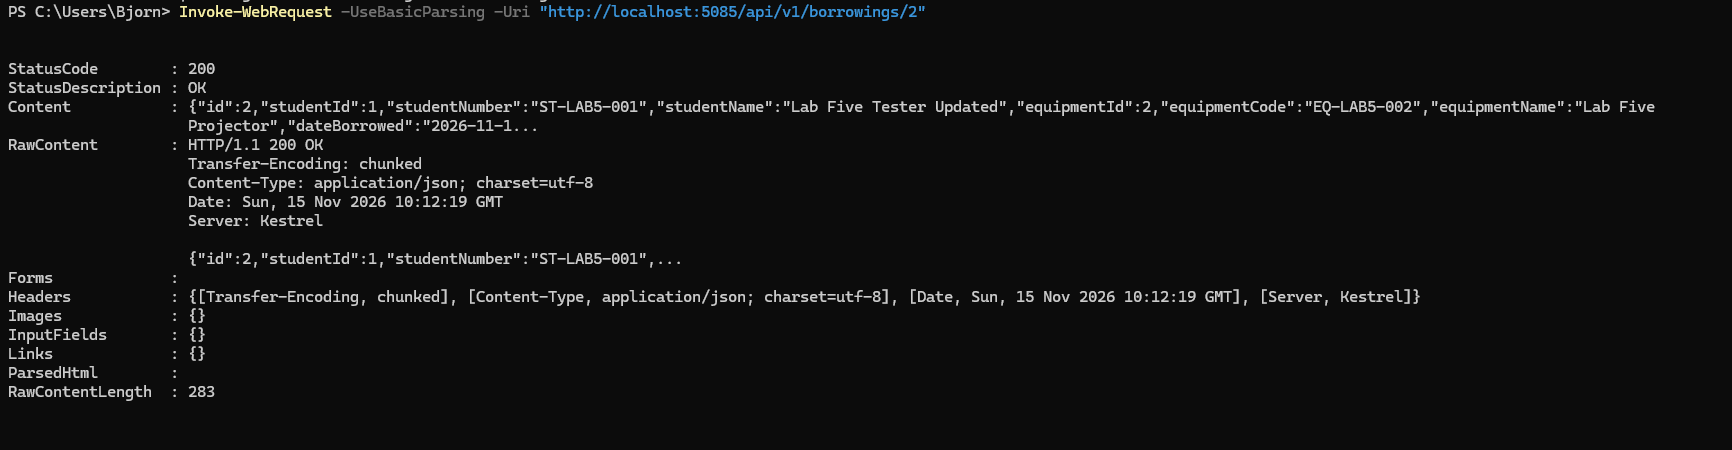 PS C:\Users\Bjorn> Invoke-WebRequest -UseBasicParsing -Uri "http://localhost:5085/api/v1/borrowings/2"
StatusCode        : 200
StatusDescription : OK
Content           : {"id":2,"studentId":1,"studentNumber":"ST-LAB5-001","studentName":"Lab Five Tester Updated","equipmentId":2,"equipmentCode":"EQ-LAB5-002","equipmentName":"Lab Five
                    Projector","dateBorrowed":"2026-11-1...
RawContent        : HTTP/1.1 200 OK
                    Transfer-Encoding: chunked
                    Content-Type: application/json; charset=utf-8
                    Date: Sun, 15 Nov 2026 10:12:19 GMT
                    Server: Kestrel
                    {"id":2,"studentId":1,"studentNumber":"ST-LAB5-001",...
Forms             :
Headers           : {[Transfer-Encoding, chunked], [Content-Type, application/json; charset=utf-8], [Date, Sun, 15 Nov 2026 10:12:19 GMT], [Server, Kestrel]}
Images            : {}
InputFields       : {}
Links             : {}
ParsedHtml        :
RawContentLength  : 283